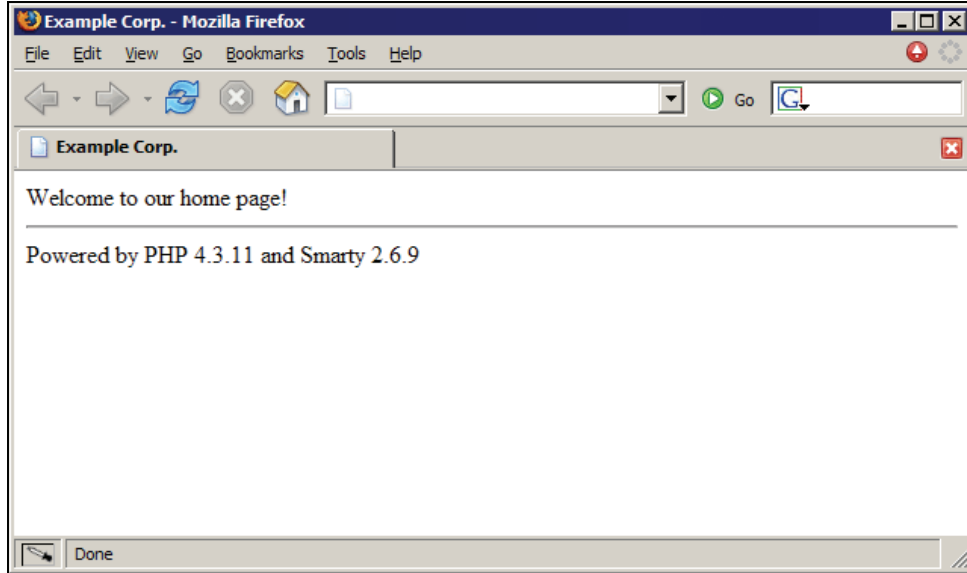 Example Corp. - Mozilla Firefox
File Edit View Go Bookmarks Tools Help
Go G
Example Corp.
Welcome to our home page!
Powered by PHP 4.3.11 and Smarty 2.6.9
Done